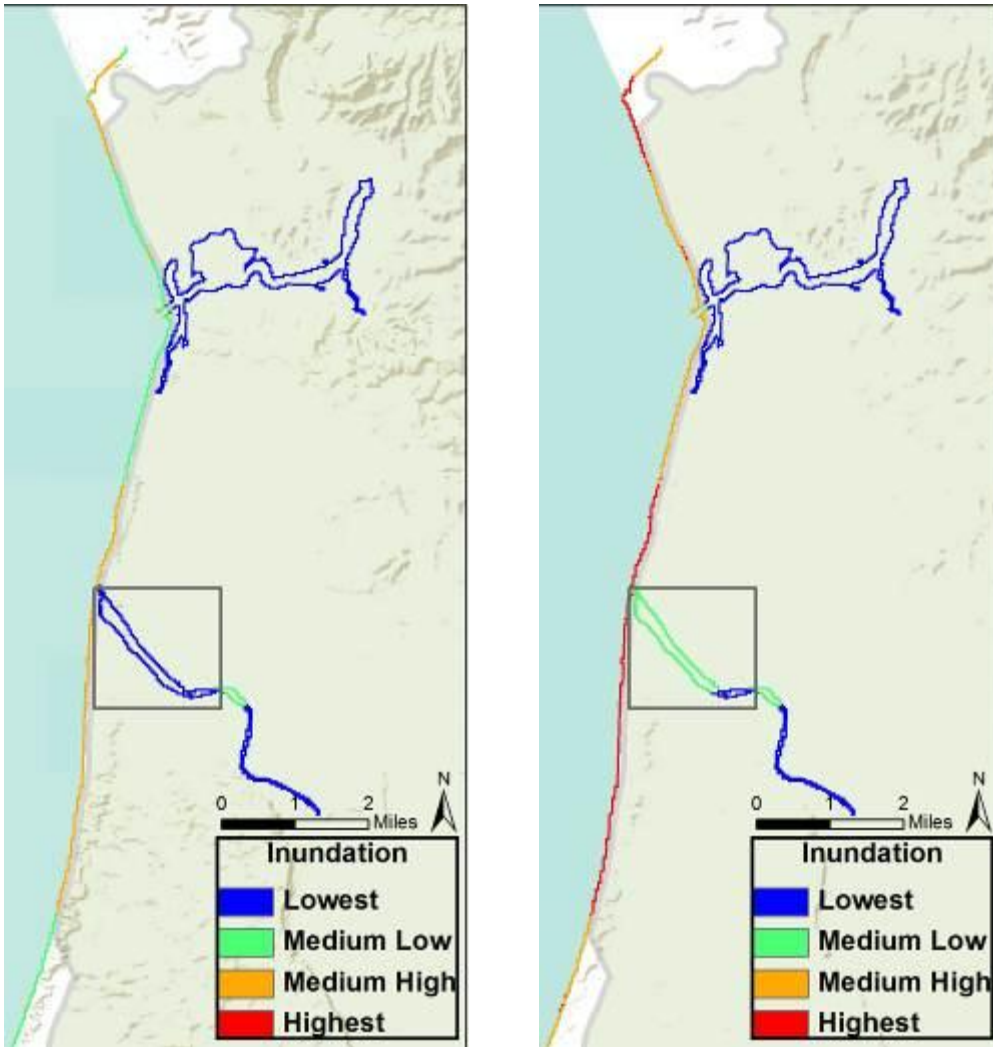 N
0 1 2
Miles
Inundation
Lowest
Medium Low
Medium High
Highest
N
0 1 2
Miles
Inundation
Lowest
Medium Low
Medium High
Highest